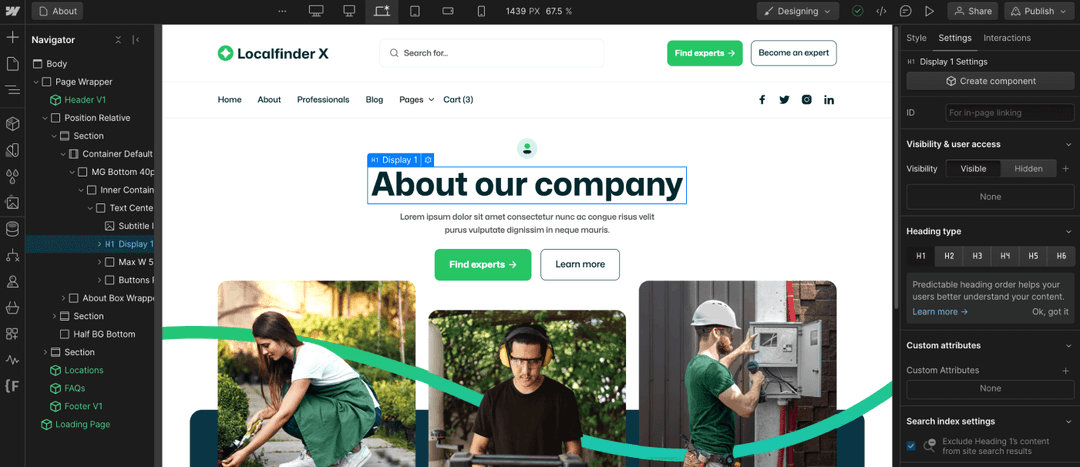 About
1439 PX 67.5 %
Designing
Share
Publish
Navigator
Body
Page Wrapper
Header V1
Position Relative
Section
Container Default
MG Bottom 40p
Inner Contain
Text Cente
Subtitle I
H1 Display 1
Max W 5
Buttons F
About Box Wrappe
Section
Half BG Bottom
Section
Locations
FAQs
Footer V1
Loading Page
Localfinder X
Search for...
Find experts →
Become an expert
Home
About
Professionals
Blog
Pages
Cart (3)
H1 Display 1
About our company
Lorem ipsum dolor sit amet consectetur nunc ac congue risus velit
purus vulputate dignissim in neque mauris.
Find experts →
Learn more
Style
Settings
Interactions
H1 Display 1 Settings
Create component
ID
For in-page linking
Visibility & user access
Visibility
Visible
Hidden
None
Heading type
H1
H2
H3
H4
H5
H6
Predictable heading order helps your
users better understand your content.
Learn more →
Ok, got it
Custom attributes
Custom Attributes
None
Search index settings
Exclude Heading 1's content
from site search results